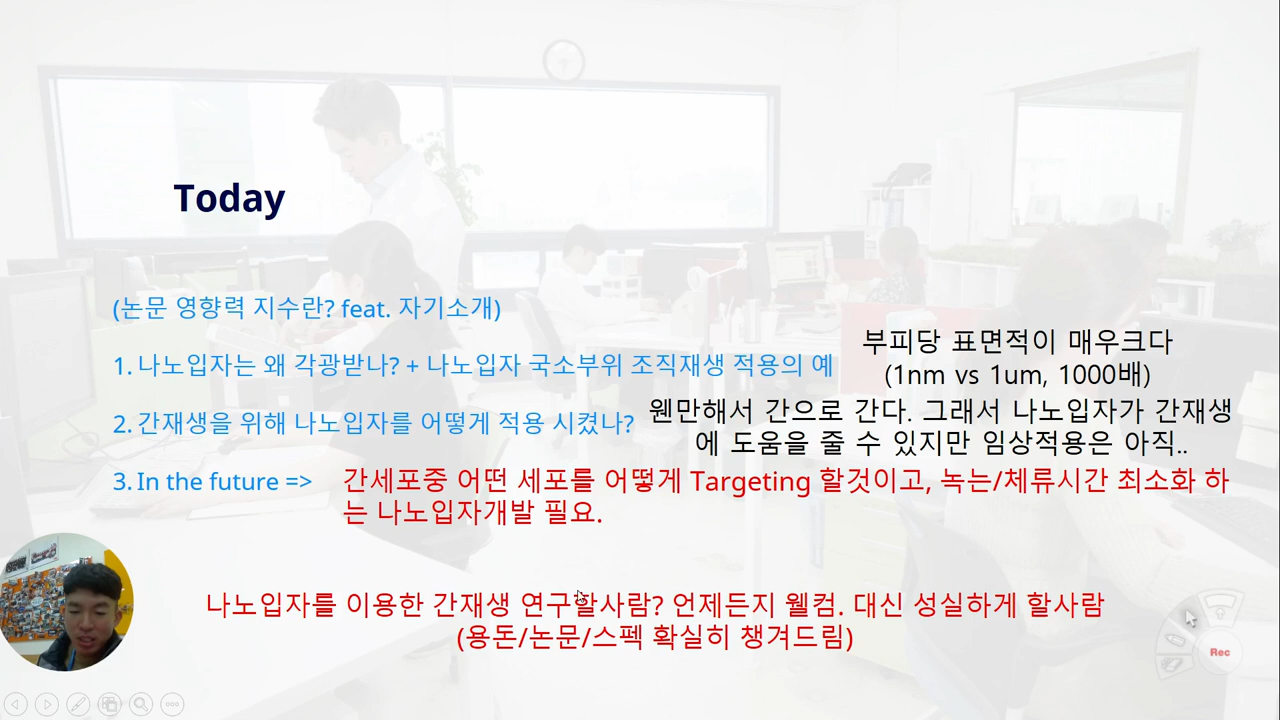 Today
(논문 영향력 지수란? feat. 자기소개)
1. 나노입자는 왜 각광받나? + 나노입자 국소부위 조직재생 적용의 예
부피당 표면적이 매우크다
(1nm vs 1um, 1000배)
2. 간재생을 위해 나노입자를 어떻게 적용 시켰나?
웬만해서 간으로 간다. 그래서 나노입자가 간재생
에 도움을 줄 수 있지만 임상적용은 아직..
3. In the future =>
간세포중 어떤 세포를 어떻게 Targeting 할것이고, 녹는/체류시간 최소화 하
는 나노입자개발 필요.
나노입자를 이용한 간재생 연구할사람? 언제든지 웰컴. 대신 성실하게 할사람
(용돈/논문/스펙 확실히 챙겨드림)
Rec